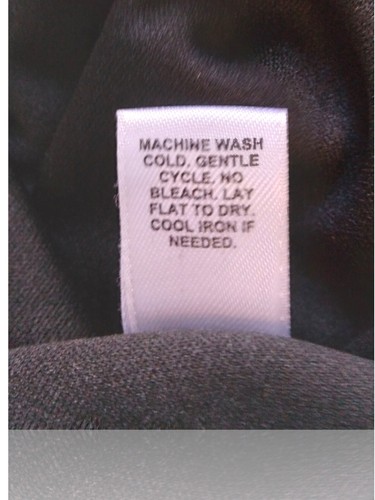 MACHINE WASH
COLD. GENTLE
CYCLE. NO
BLEACH. LAY
FLAT TO DRY.
COOL IRON IF
NEEDED.